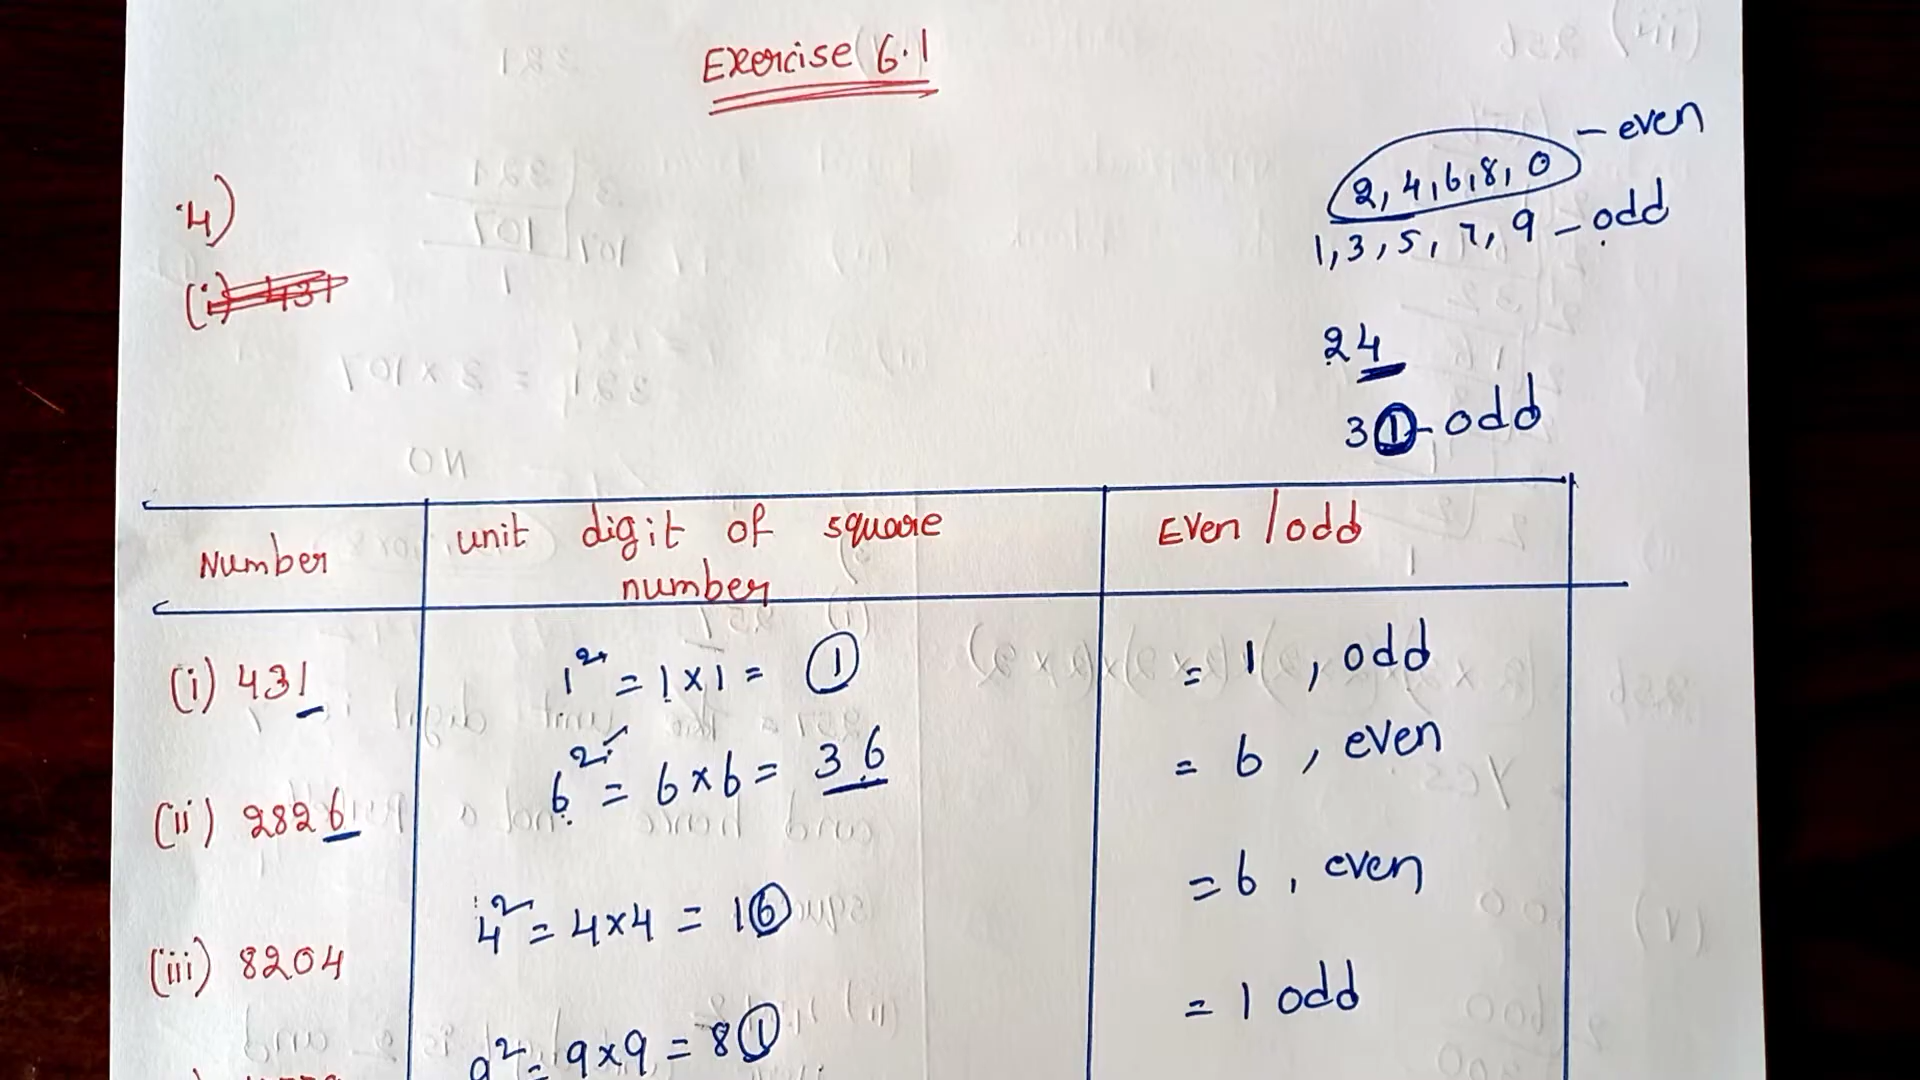 Exercise 6.1
2, 4, 6, 8, 0 - even
1, 3, 5, 7, 9 - odd
4)
(i) 431
24
31 - odd
Number
unit digit of square number
Even / odd
(i) 431
1² = 1×1 = 1
= 1, odd
(ii) 2826
6² = 6×6 = 36
= 6, even
(iii) 8204
4² = 4×4 = 16
= 6, even
9² = 9×9 = 81
= 1 odd